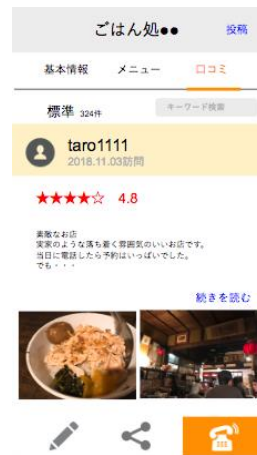 ごはん処●●
投稿
基本情報 メニュー 口コミ
標準 324件
キーワード検索
taro1111
2018.11.03訪問
★★★★☆ 4.8
素敵なお店
実家のような落ち着く雰囲気のいいお店です。
当日に電話したら予約はいっぱいでした。
でも・・・
続きを読む